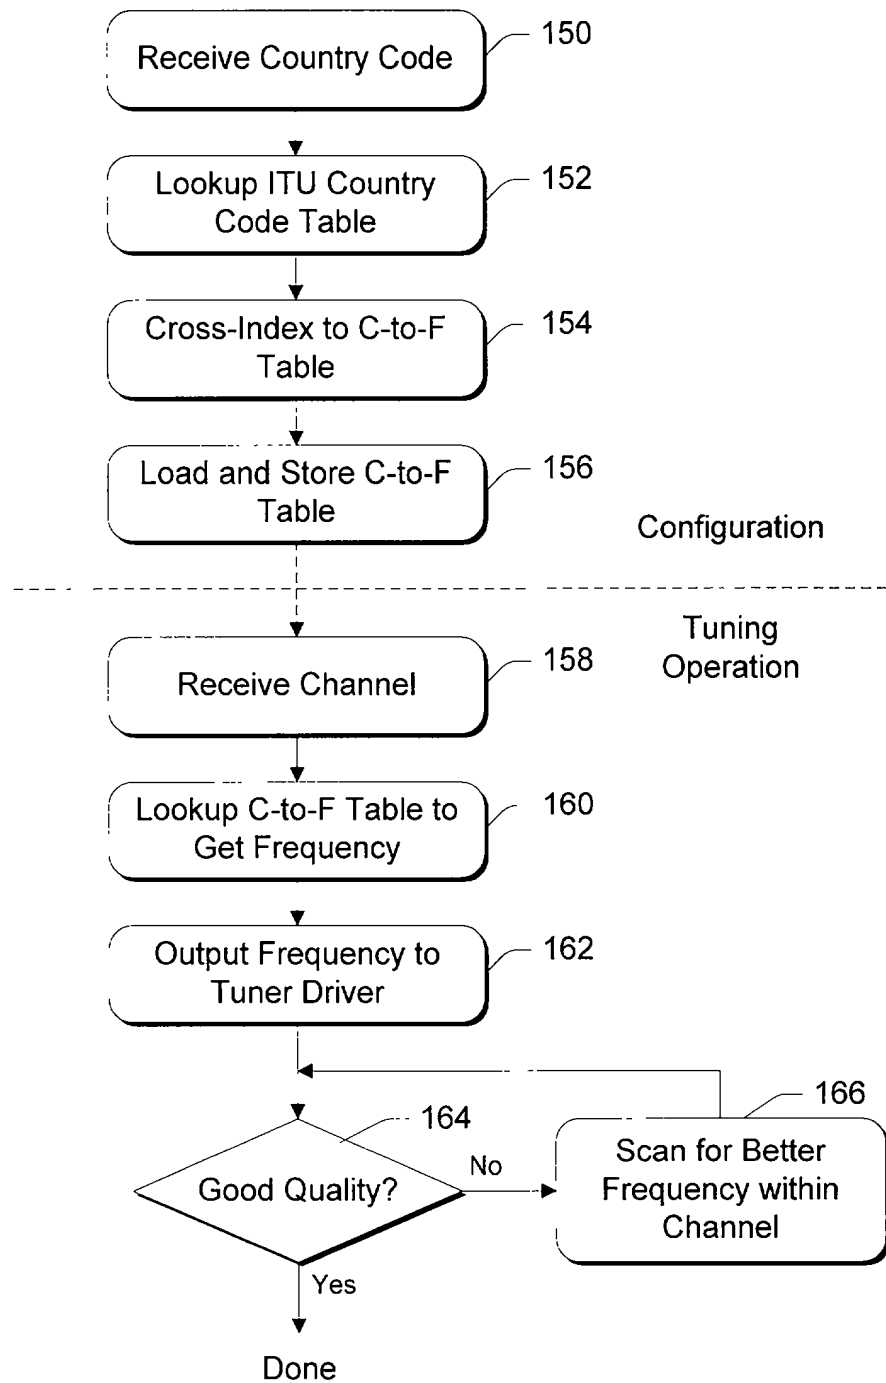 Receive Country Code
150
Lookup ITU Country
Code Table
152
Cross-Index to C-to-F
Table
154
Load and Store C-to-F
Table
156
Configuration
Tuning
Operation
Receive Channel
158
Lookup C-to-F Table to
Get Frequency
160
Output Frequency to
Tuner Driver
162
164
Good Quality?
No
Yes
166
Scan for Better
Frequency within
Channel
Done